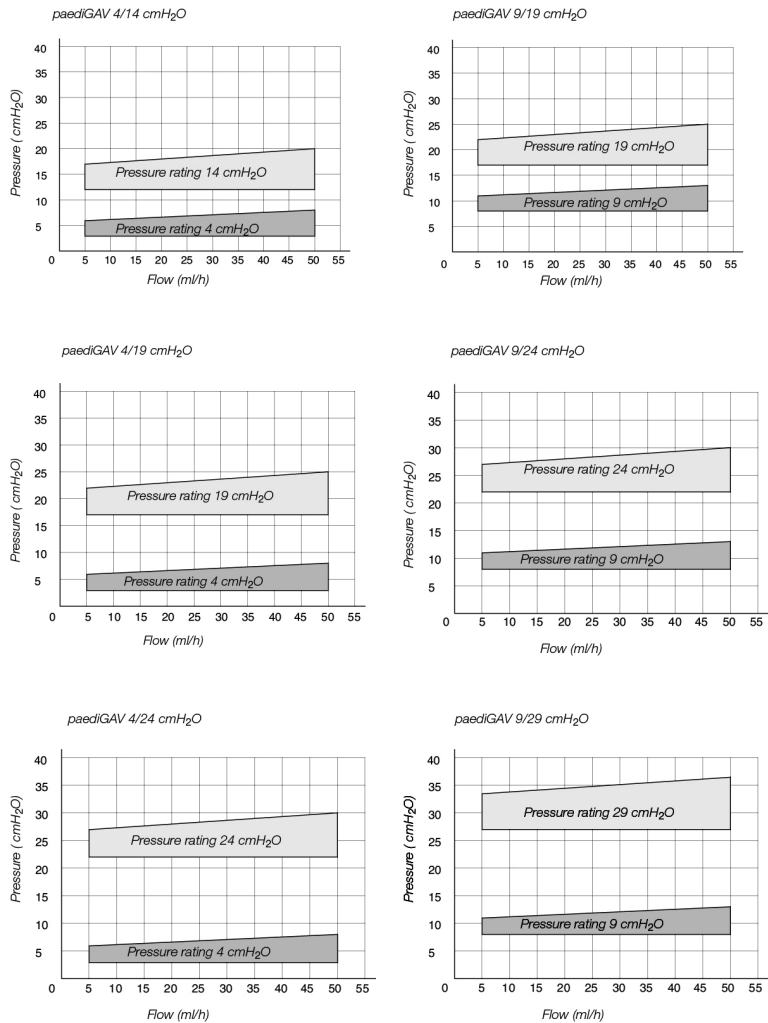 paediGAV 4/14 cmH₂O
40
35
30
25
20
15
10
5
Pressure ( cmH₂O)
Pressure rating 14 cmH₂O
Pressure rating 4 cmH₂O
0 5 10 15 20 25 30 35 40 45 50 55
Flow (ml/h)
paediGAV 9/19 cmH₂O
40
35
30
25
20
15
10
5
Pressure ( cmH₂O)
Pressure rating 19 cmH₂O
Pressure rating 9 cmH₂O
0 5 10 15 20 25 30 35 40 45 50 55
Flow (ml/h)
paediGAV 4/19 cmH₂O
40
35
30
25
20
15
10
5
Pressure ( cmH₂O)
Pressure rating 19 cmH₂O
Pressure rating 4 cmH₂O
0 5 10 15 20 25 30 35 40 45 50 55
Flow (ml/h)
paediGAV 9/24 cmH₂O
40
35
30
25
20
15
10
5
Pressure ( cmH₂O)
Pressure rating 24 cmH₂O
Pressure rating 9 cmH₂O
0 5 10 15 20 25 30 35 40 45 50 55
Flow (ml/h)
paediGAV 4/24 cmH₂O
40
35
30
25
20
15
10
5
Pressure ( cmH₂O)
Pressure rating 24 cmH₂O
Pressure rating 4 cmH₂O
0 5 10 15 20 25 30 35 40 45 50 55
Flow (ml/h)
paediGAV 9/29 cmH₂O
40
35
30
25
20
15
10
5
Pressure ( cmH₂O)
Pressure rating 29 cmH₂O
Pressure rating 9 cmH₂O
0 5 10 15 20 25 30 35 40 45 50 55
Flow (ml/h)